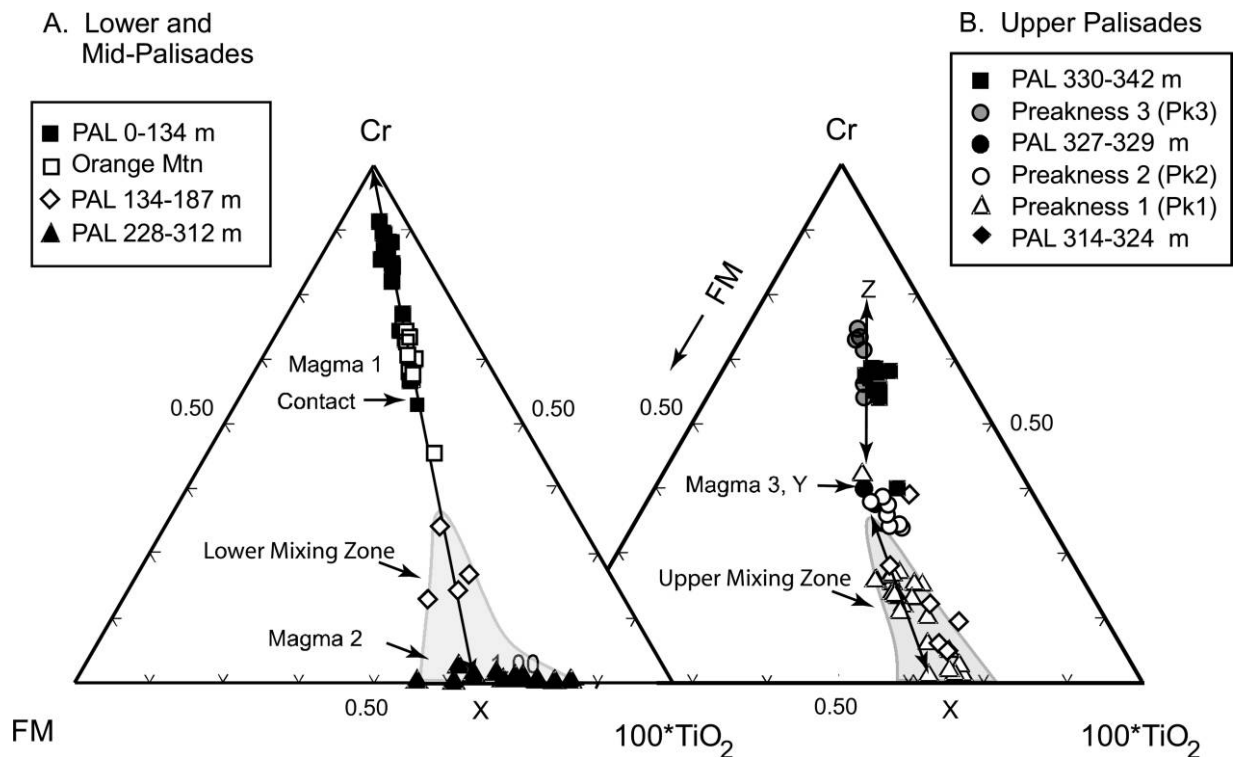 A. Lower and
Mid-Palisades
PAL 0-134 m
Orange Mtn
PAL 134-187 m
PAL 228-312 m
B. Upper Palisades
PAL 330-342 m
Preakness 3 (Pk3)
PAL 327-329 m
Preakness 2 (Pk2)
Preakness 1 (Pk1)
PAL 314-324 m
Cr
Magma 1
Contact
0.50
0.50
Lower Mixing Zone
Magma 2
1.00
0.50
X
FM
100*TiO2
Cr
FM
Z
0.50
0.50
Magma 3, Y
Upper Mixing Zone
0.50
X
100*TiO2